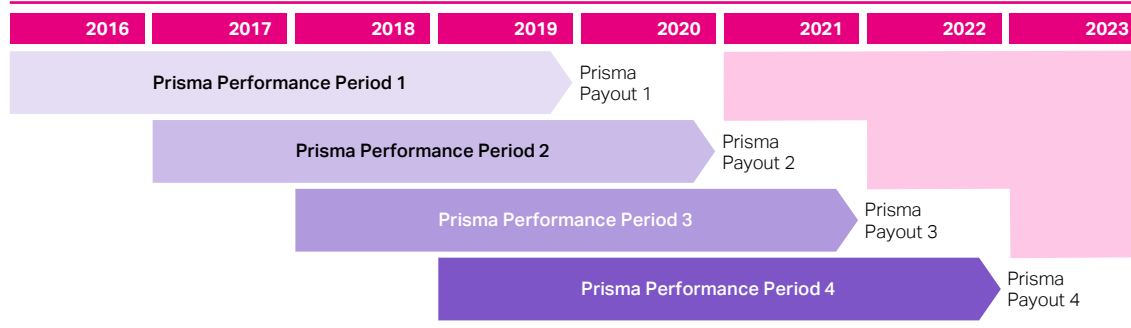 2016 2017 2018 2019 2020 2021 2022 2023
Prisma Performance Period 1
Prisma
Payout 1
Prisma Performance Period 2
Prisma
Payout 2
Prisma Performance Period 3
Prisma
Payout 3
Prisma Performance Period 4
Prisma
Payout 4